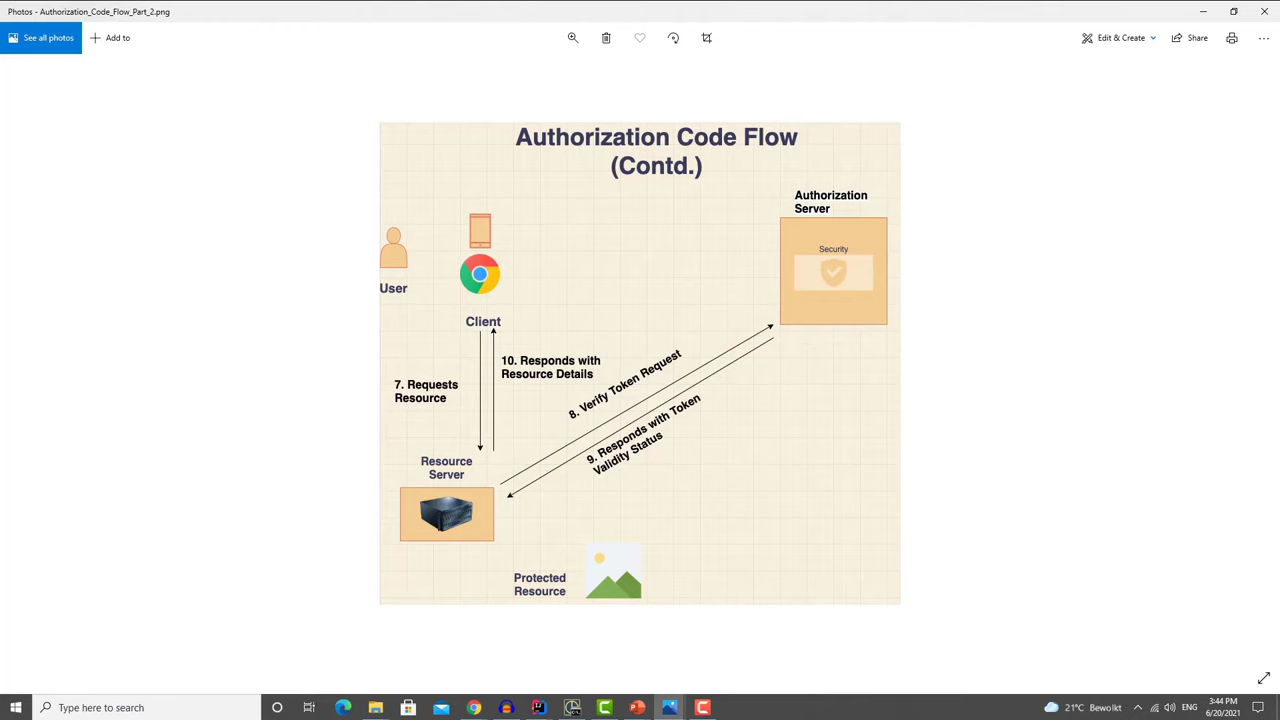 Photos - Authorization_Code_Flow_Part_2.png
See all photos
Add to
Edit & Create
Share
Authorization Code Flow
(Contd.)
Authorization
Server
Security
User
Client
10. Responds with
Resource Details
7. Requests
Resource
8. Verify Token Request
9. Responds with Token
Validity Status
Resource
Server
Protected
Resource
Type here to search
21°C Bewolkt
ENG
3:44 PM
6/20/2021